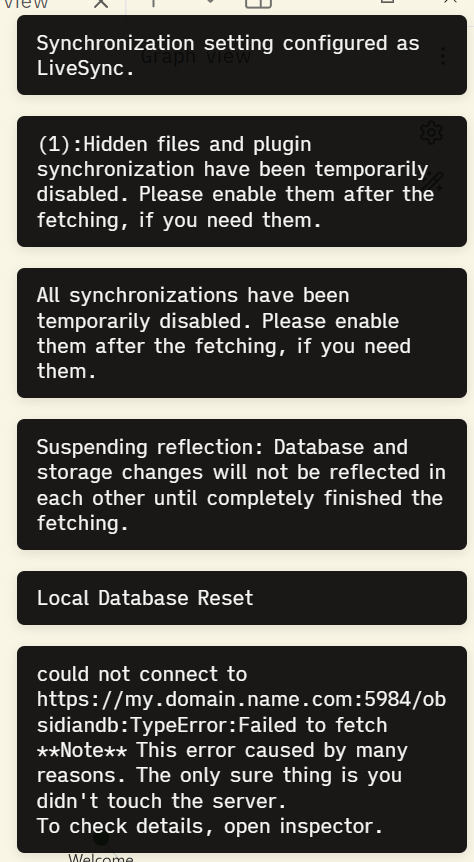 view
Graph view
Synchronization setting configured as
LiveSync.
(1):Hidden files and plugin
synchronization have been temporarily
disabled. Please enable them after the
fetching, if you need them.
All synchronizations have been
temporarily disabled. Please enable
them after the fetching, if you need
them.
Suspending reflection: Database and
storage changes will not be reflected in
each other until completely finished the
fetching.
Local Database Reset
could not connect to
https://my.domain.name.com:5984/ob
sidiandb:TypeError:Failed to fetch
**Note** This error caused by many
reasons. The only sure thing is you
didn't touch the server.
To check details, open inspector.
Welcome